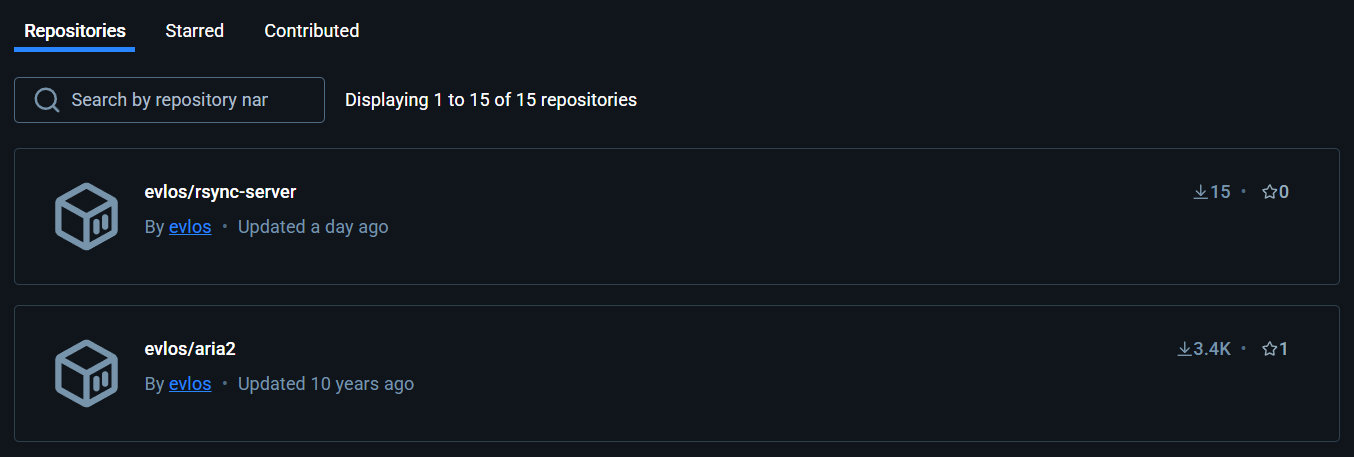 Repositories Starred Contributed
Search by repository nar Displaying 1 to 15 of 15 repositories
evlos/rsync-server 15 • 0
By evlos • Updated a day ago
evlos/aria2 3.4K • 1
By evlos • Updated 10 years ago